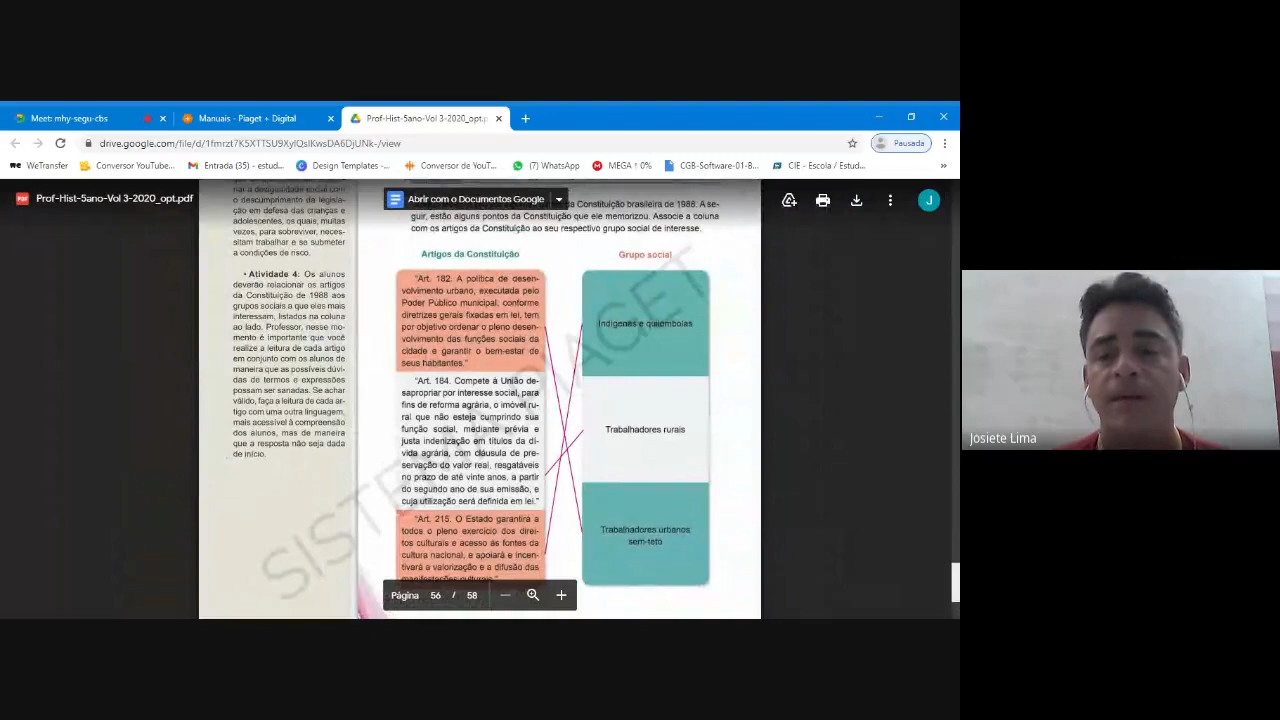 Meet: mhy-segu-cbs
Manuais - Piaget + Digital
Prof-Hist-5ano-Vol 3-2020_opt.p
drive.google.com/file/d/1fmrzt7K5XTTSU9XylQslKwsDA6DjUNk-/view
Pausada
WeTransfer
Conversor YouTube...
Entrada (35) - estud...
Design Templates -...
Conversor de YouT...
(7) WhatsApp
MEGA ! 0%
CGB-Software-01-B...
CIE - Escola / Estud...
»
Prof-Hist-5ano-Vol 3-2020_opt.pdf
Abrir com o Documentos Google
J
nar a desigualdade social com
o descumprimento da legisla-
ção em defesa das crianças e
adolescentes, os quais, muitas
vezes, para sobreviver, neces-
sitam trabalhar e se submeter
a condições de risco.
• Atividade 4: Os alunos
deverão relacionar os artigos
da Constituição de 1988 aos
grupos sociais a que eles mais
interessam, listados na coluna
ao lado. Professor, nesse mo-
mento é importante que você
realize a leitura de cada artigo
em conjunto com os alunos de
maneira que as possíveis dúvi-
das de termos e expressões
possam ser sanadas. Se achar
válido, faça a leitura de cada ar-
tigo com uma outra linguagem,
mais acessível à compreensão
dos alunos, mas de maneira
que a resposta não seja dada
de início.
da Constituição brasileira de 1988. A se-
guir, estão alguns pontos da Constituição que ele memorizou. Associe a coluna
com os artigos da Constituição ao seu respectivo grupo social de interesse.
Artigos da Constituição
Grupo social
"Art. 182. A política de desen-
volvimento urbano, executada pelo
Poder Público municipal, conforme
diretrizes gerais fixadas em lei, tem
por objetivo ordenar o pleno desen-
volvimento das funções sociais da
cidade e garantir o bem-estar de
seus habitantes."
"Art. 184. Compete à União de-
sapropriar por interesse social, para
fins de reforma agrária, o imóvel ru-
ral que não esteja cumprindo sua
função social, mediante prévia e
justa indenização em títulos da dí-
vida agrária, com cláusula de pre-
servação do valor real, resgatáveis
no prazo de até vinte anos, a partir
do segundo ano de sua emissão, e
cuja utilização será definida em lei."
"Art. 215. O Estado garantirá a
todos o pleno exercício dos direi-
tos culturais e acesso às fontes da
cultura nacional, e apoiará e incen-
tivará a valorização e a difusão das
manifestações culturais."
Indígenas e quilombolas
Trabalhadores rurais
Trabalhadores urbanos
sem-teto
SISTEMA PIAGET
Página 56 / 58
Josiete Lima